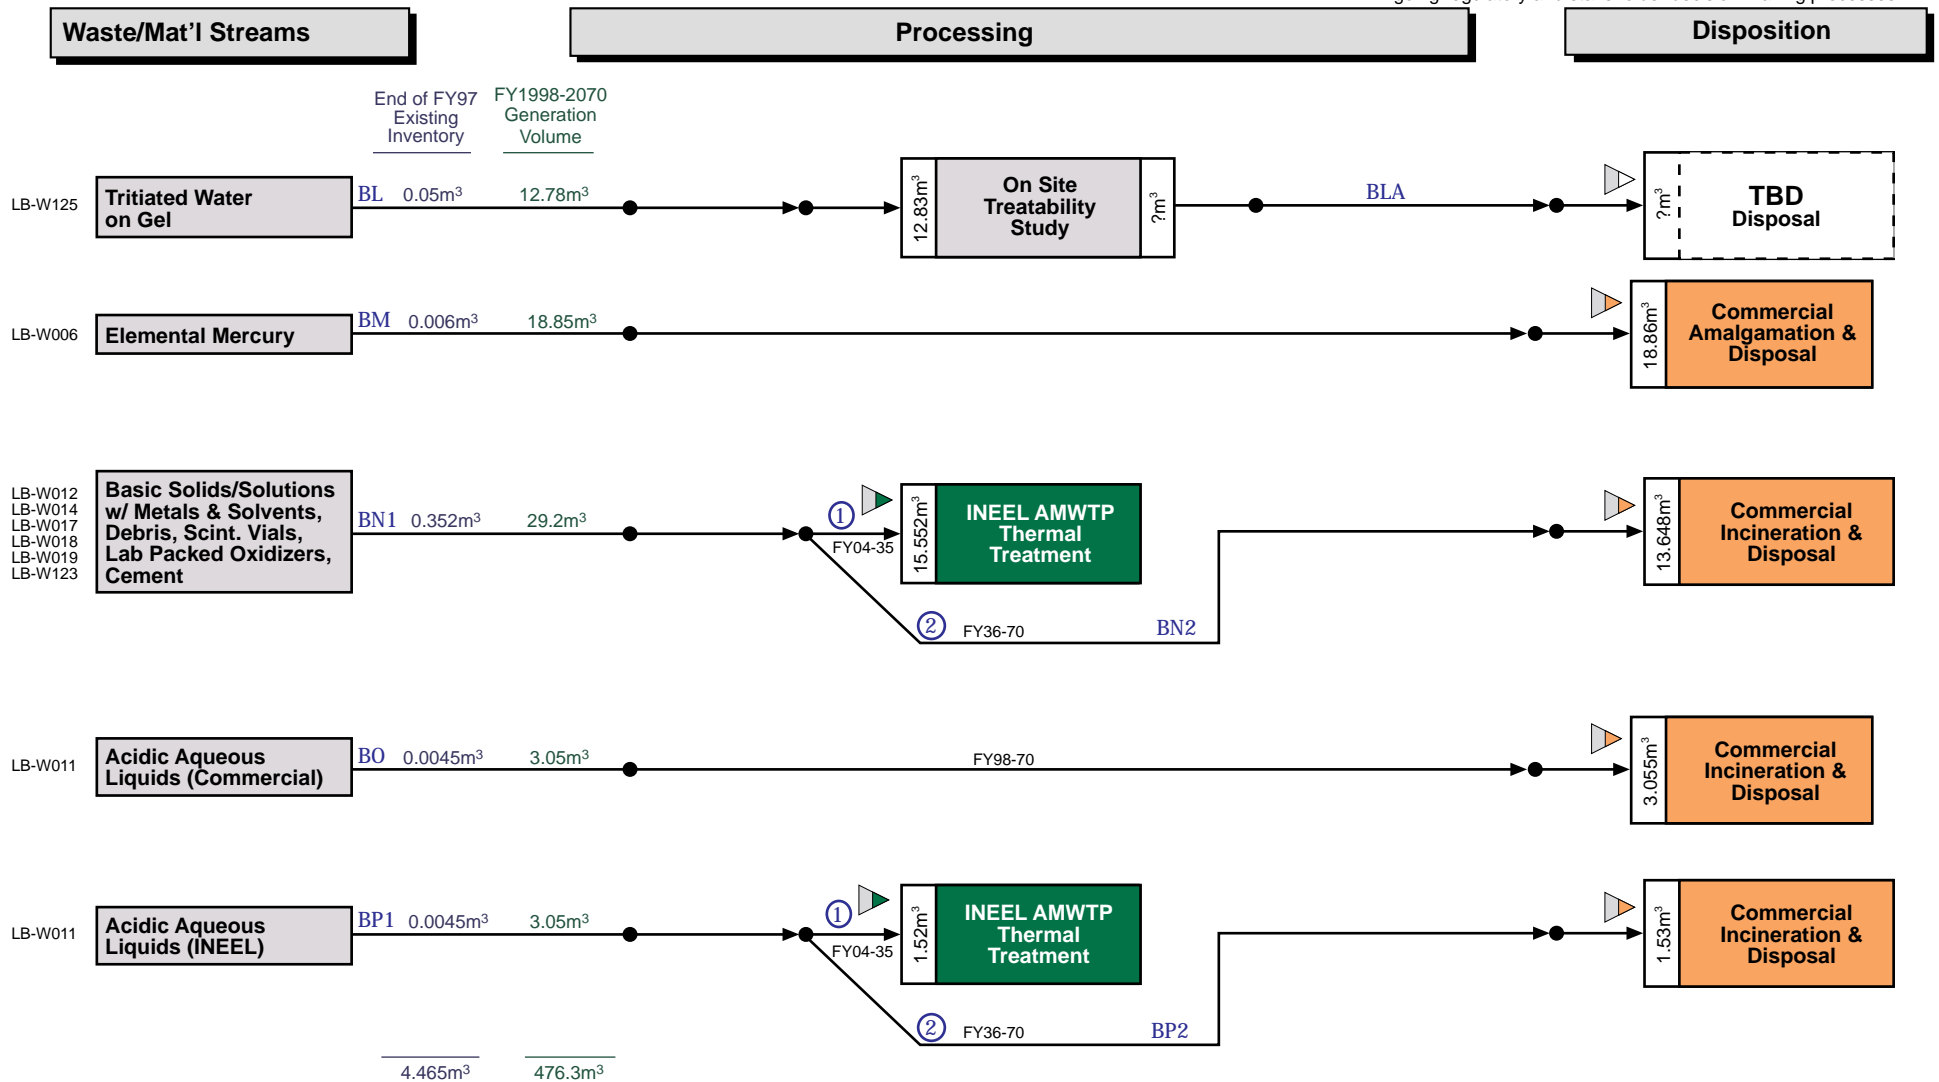 Waste/Mat'l Streams
Processing
Disposition
End of FY97
Existing
Inventory
FY1998-2070
Generation
Volume
LB-W125
Tritiated Water
on Gel
BL 0.05m³ 12.78m³
12.83m³
On Site
Treatability
Study
?m³
BLA
?m³
TBD
Disposal
LB-W006
Elemental Mercury
BM 0.006m³ 18.85m³
18.86m³
Commercial
Amalgamation &
Disposal
LB-W012
LB-W014
LB-W017
LB-W018
LB-W019
LB-W123
Basic Solids/Solutions
w/ Metals & Solvents,
Debris, Scint. Vials,
Lab Packed Oxidizers,
Cement
BN1 0.352m³ 29.2m³
1
FY04-35
15.552m³
INEEL AMWTP
Thermal
Treatment
2 FY36-70 BN2
13.648m³
Commercial
Incineration &
Disposal
LB-W011
Acidic Aqueous
Liquids (Commercial)
BO 0.0045m³ 3.05m³
FY98-70
3.055m³
Commercial
Incineration &
Disposal
LB-W011
Acidic Aqueous
Liquids (INEEL)
BP1 0.0045m³ 3.05m³
1
FY04-35
1.52m³
INEEL AMWTP
Thermal
Treatment
2 FY36-70 BP2
1.53m³
Commercial
Incineration &
Disposal
4.465m³ 476.3m³